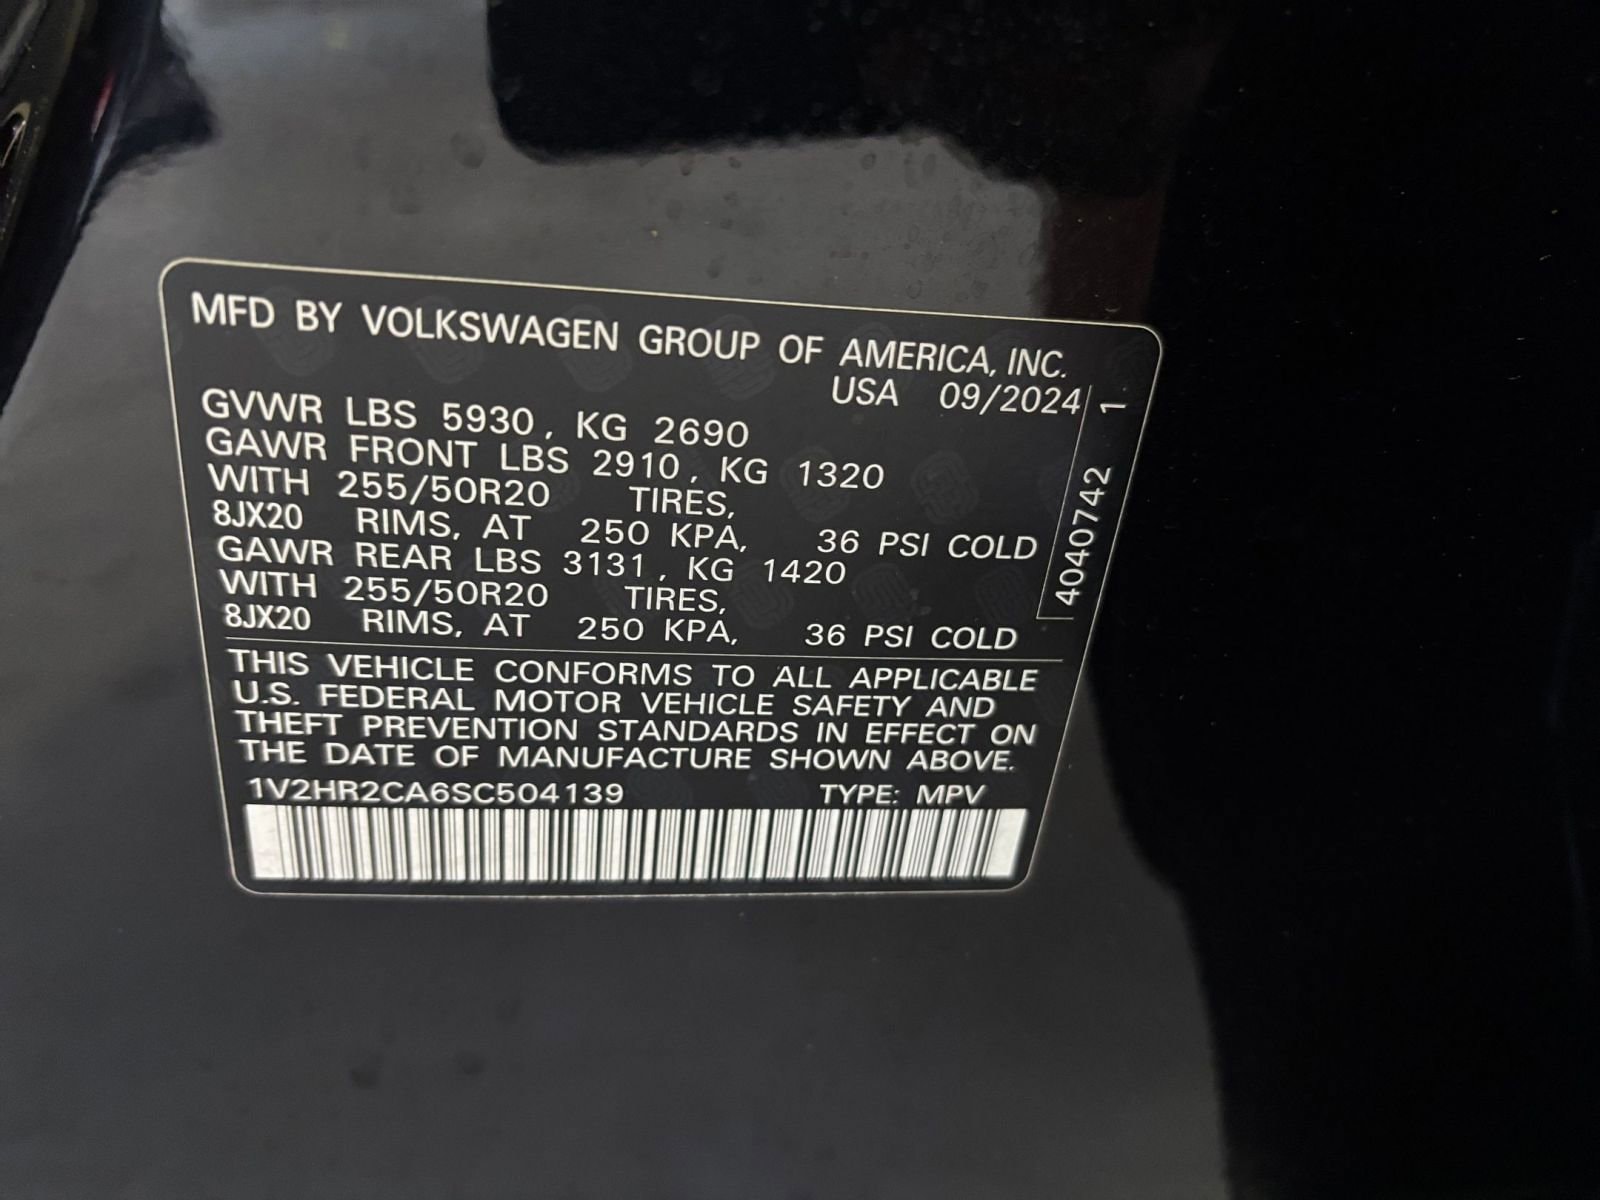 MFD BY VOLKSWAGEN GROUP OF AMERICA, INC.
USA 09/2024
GVWR LBS 5930, KG 2690
GAWR FRONT LBS 2910, KG 1320
WITH 255/50R20 TIRES,
8JX20 RIMS, AT 250 KPA, 36 PSI COLD
GAWR REAR LBS 3131, KG 1420
WITH 255/50R20 TIRES,
8JX20 RIMS, AT 250 KPA, 36 PSI COLD
4040742 1
THIS VEHICLE CONFORMS TO ALL APPLICABLE
U.S. FEDERAL MOTOR VEHICLE SAFETY AND
THEFT PREVENTION STANDARDS IN EFFECT ON
THE DATE OF MANUFACTURE SHOWN ABOVE.
1V2HR2CA6SC504139 TYPE: MPV